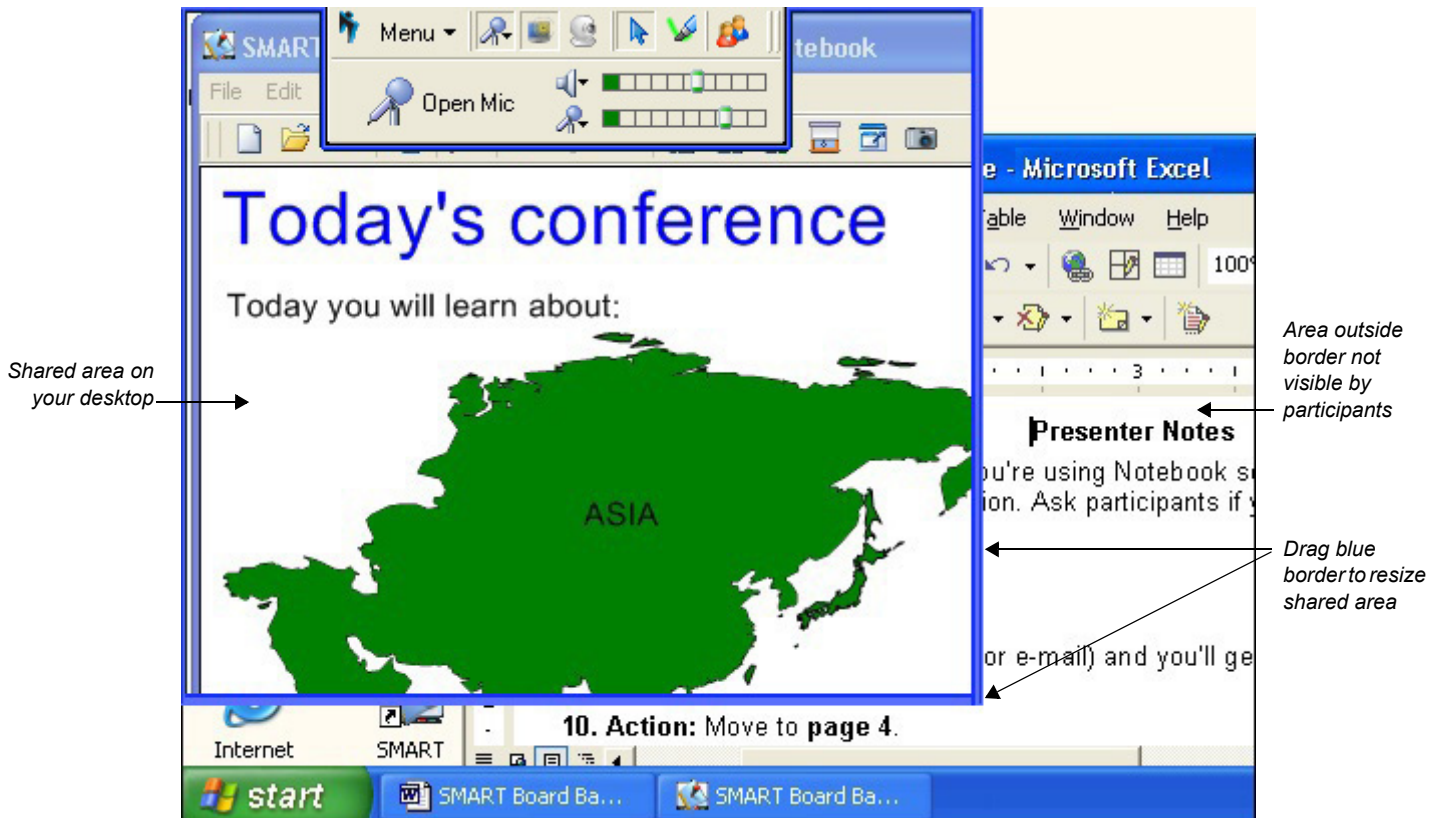 Menu
SMART
tebook
File Edit
Open Mic
e - Microsoft Excel
able Window Help
100%
Today's conference
Today you will learn about:
3
Shared area on
your desktop
Area outside
border not
visible by
participants
Presenter Notes
ou're using Notebook s
ion. Ask participants if y
ASIA
Drag blue
border to resize
shared area
or e-mail) and you'll ge
10. Action: Move to page 4.
Internet
SMART
start
SMART Board Ba...
SMART Board Ba...